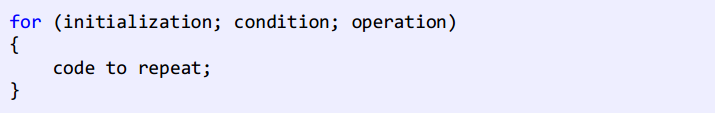 for (initialization; condition; operation)
{
    code to repeat;
}